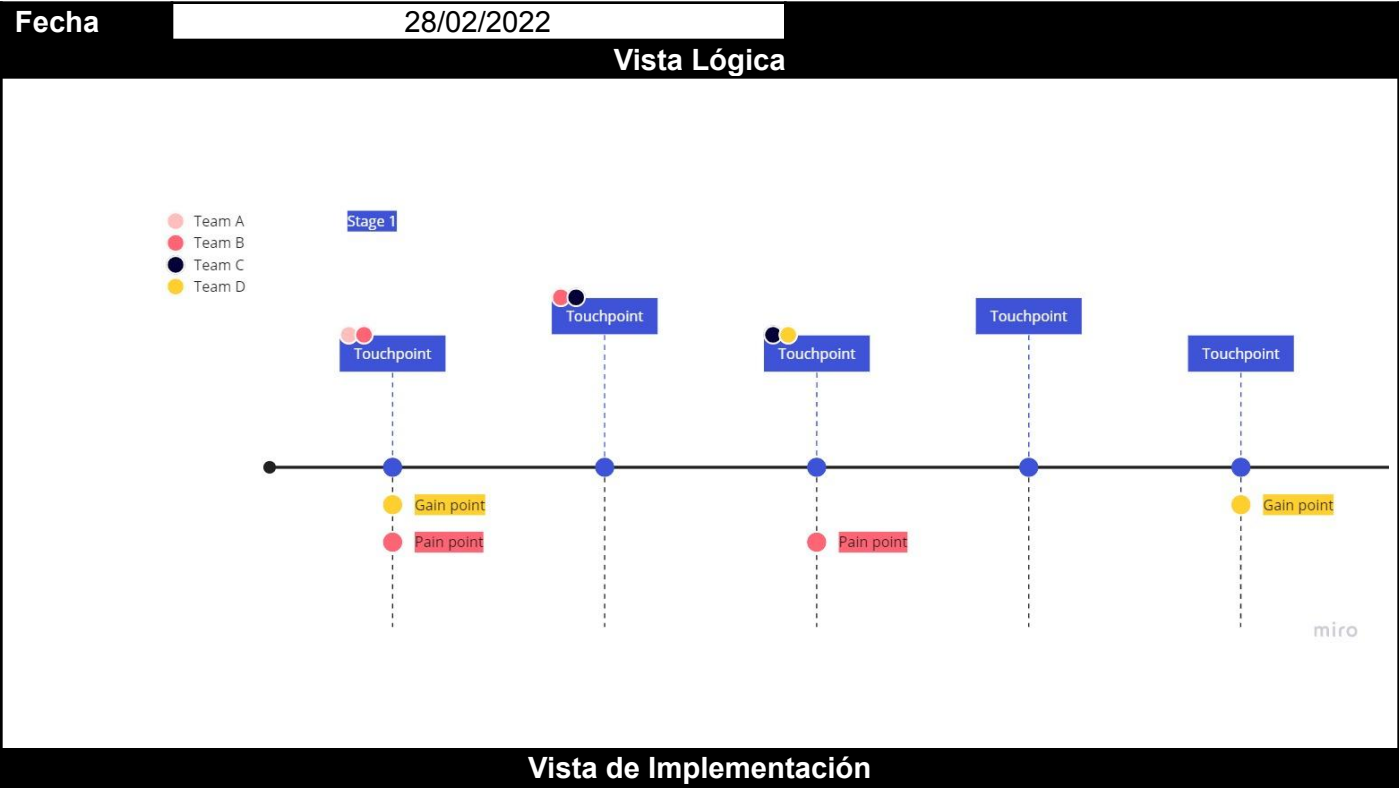 Fecha 28/02/2022
Vista Lógica
Team A
Team B
Team C
Team D
Stage 1
Touchpoint
Touchpoint
Touchpoint
Touchpoint
Touchpoint
Gain point
Pain point
Pain point
Gain point
miro
Vista de Implementación